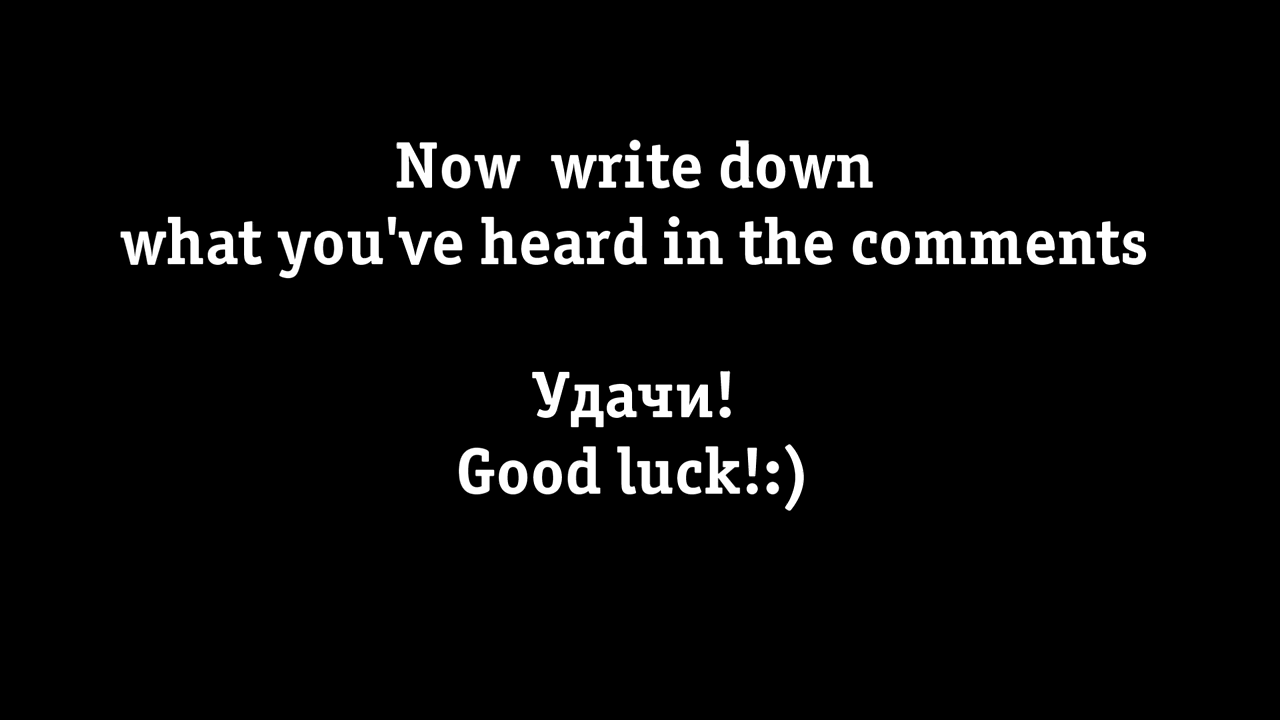 Now write down
what you've heard in the comments
Удачи!
Good luck!:)